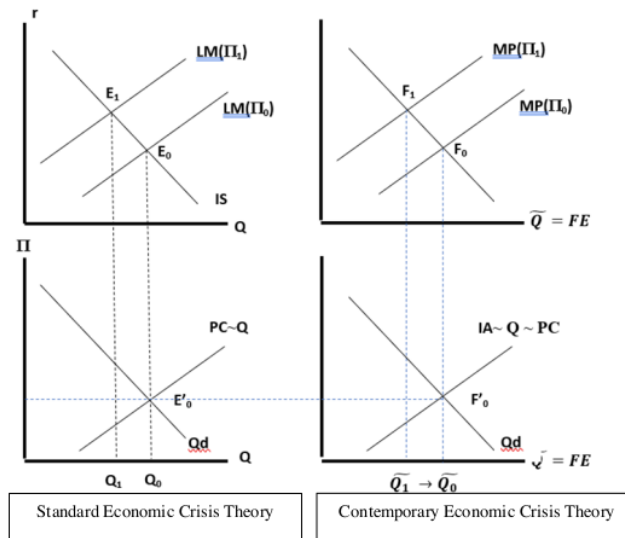 r
LM(Π₁)
E₁
LM(Π₀)
E₀
IS
Q
MP(Π₁)
F₁
MP(Π₀)
F₀
Q̃ = FE
Π
PC~Q
E'₀
Qd
Q
Q₁ Q₀
IA~ Q ~ PC
F'₀
Qd
= FE
Q̃₁ → Q̃₀
Standard Economic Crisis Theory
Contemporary Economic Crisis Theory